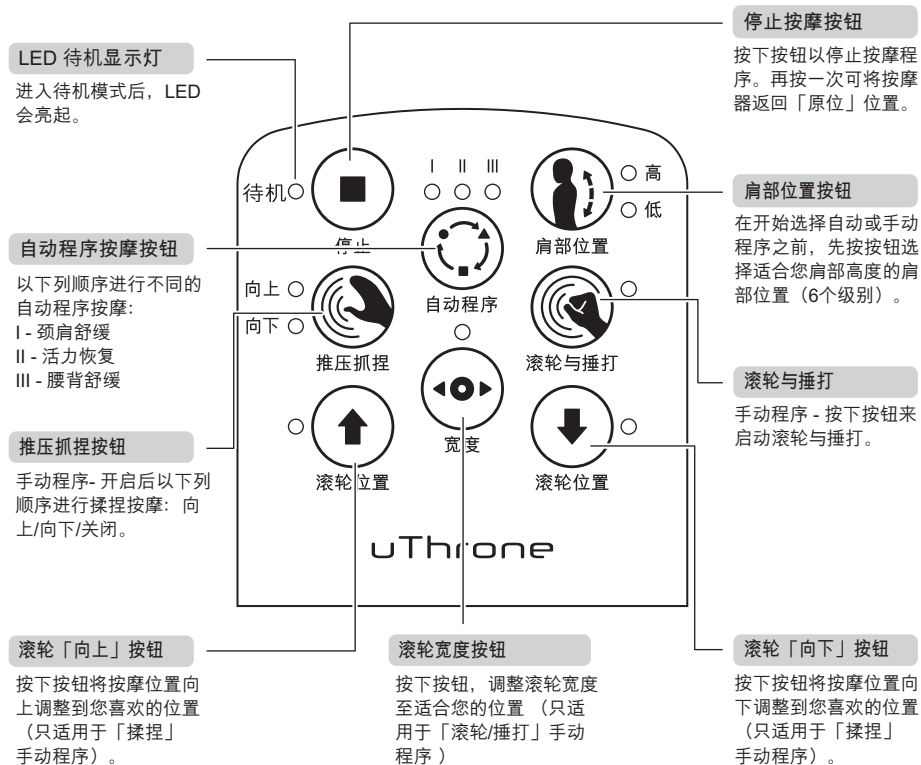 停止按摩按钮
按下按钮以停止按摩程
序。再按一次可将按摩
器返回「原位」位置。
LED 待机显示灯
进入待机模式后，LED
会亮起。
I II III
高
待机
低
停止
肩部位置
肩部位置按钮
在开始选择自动或手动
程序之前，先按按钮选
择适合您肩部高度的肩
部位置（6个级别）。
自动程序按摩按钮
以下列顺序进行不同的
自动程序按摩:
I - 颈肩舒缓
II - 活力恢复
III - 腰背舒缓
向上
自动程序
向下
推压抓捏
滚轮与捶打
滚轮与捶打
手动程序 - 按下按钮来
启动滚轮与捶打。
推压抓捏按钮
手动程序- 开启后以下列
顺序进行揉捏按摩：向
上/向下/关闭。
宽度
滚轮位置
滚轮位置
uThrone
滚轮「向上」按钮
按下按钮将按摩位置向
上调整到您喜欢的位置
（只适用于「揉捏」
手动程序）。
滚轮宽度按钮
按下按钮，调整滚轮宽度
至适合您的位置 （只适
用于「滚轮/捶打」手动
程序 ）
滚轮「向下」按钮
按下按钮将按摩位置向
下调整到您喜欢的位置
（只适用于「揉捏」
手动程序）。